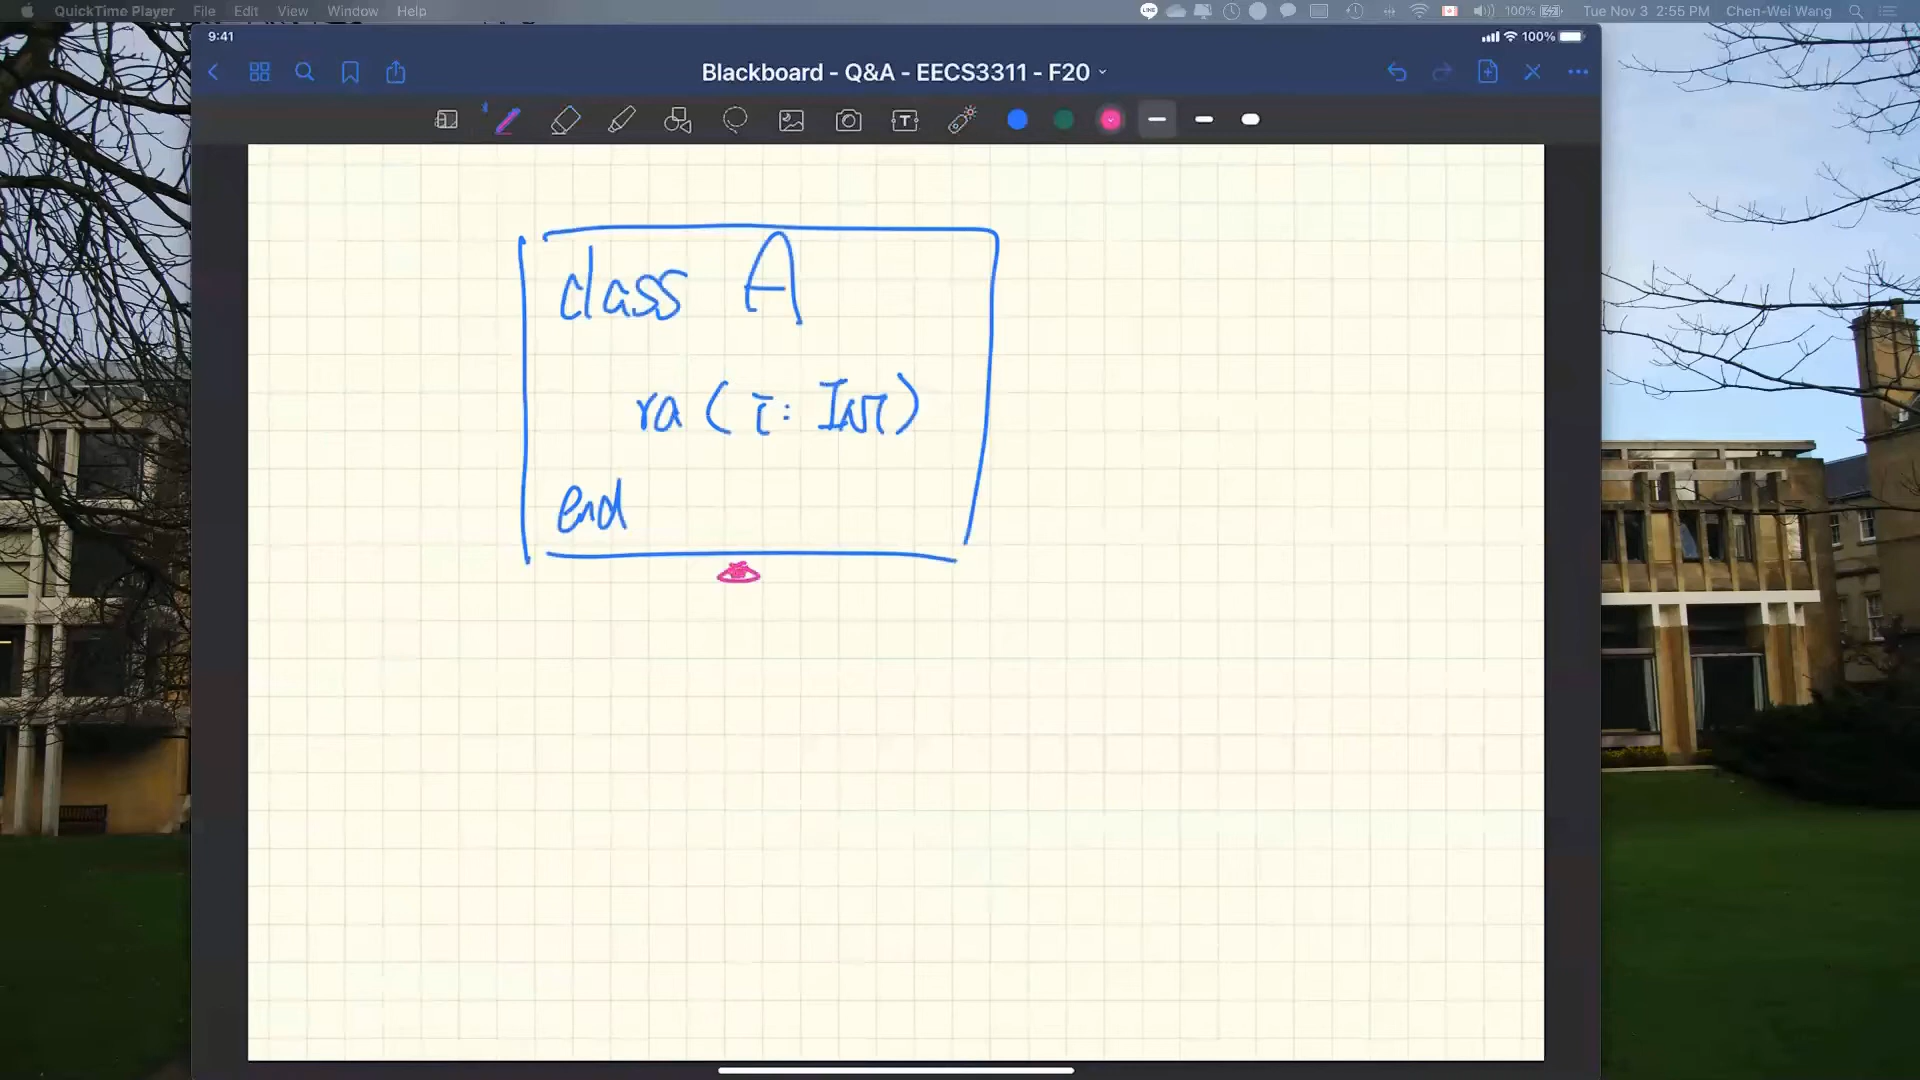 QuickTime Player File Edit View Window Help
100% Tue Nov 3 2:55 PM Chen-Wei Wang
9:41
100%
Blackboard - Q&A - EECS3311 - F20
class A
ra (i: INT)
end